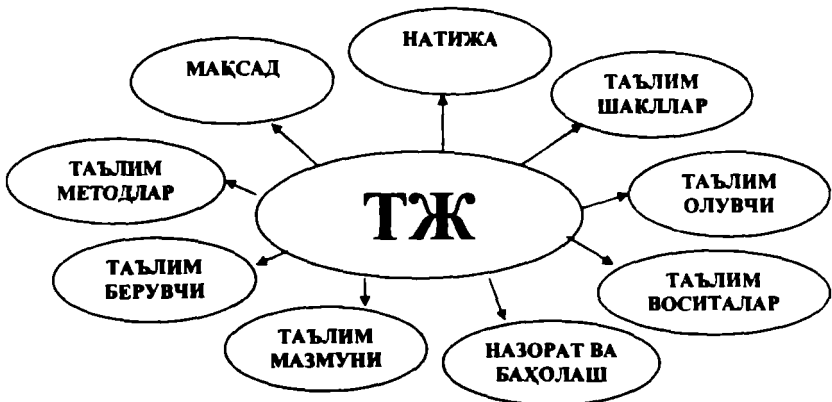 НАТИЖА
МАҚСАД
ТАЪЛИМ
ШАКЛЛАР
ТАЪЛИМ
МЕТОДЛАР
ТЖ
ТАЪЛИМ
ОЛУВЧИ
ТАЪЛИМ
БЕРУВЧИ
ТАЪЛИМ
ВОСИТАЛАР
ТАЪЛИМ
МАЗМУНИ
НАЗОРАТ ВА
БАҲОЛАШ